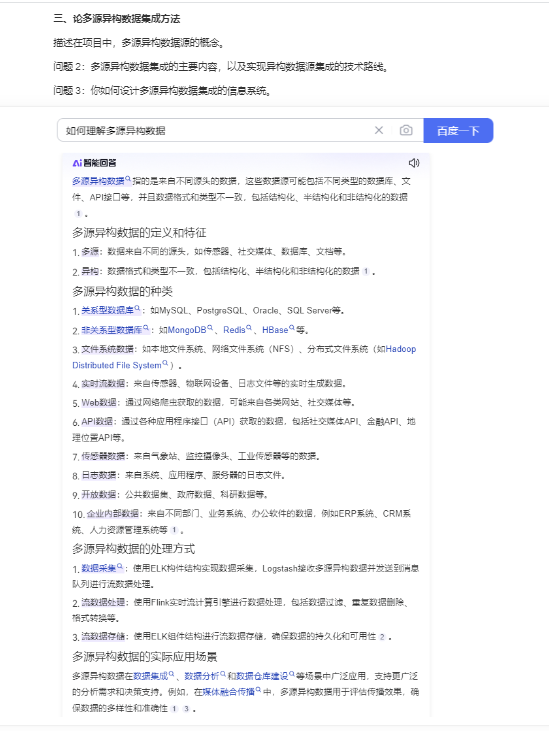 三、论多源异构数据集成方法
描述在项目中，多源异构数据源的概念。
问题 2：多源异构数据集成的主要内容，以及实现异构数据源集成的技术路线。
问题 3：你如何设计多源异构数据集成的信息系统。
如何理解多源异构数据
百度一下
Ai智能回答
多源异构数据指的是来自不同源头的数据，这些数据源可能包括不同类型的数据库、文
件、API接口等，并且数据格式和类型不一致，包括结构化、半结构化和非结构化的数据
1 。
多源异构数据的定义和特征
1. 多源：数据来自不同的源头，如传感器、社交媒体、数据库、文档等。
2. 异构：数据格式和类型不一致，包括结构化、半结构化和非结构化的数据 1 。
多源异构数据的种类
1. 关系型数据库：如MySQL、PostgreSQL、Oracle、SQL Server等。
2. 非关系型数据库：如MongoDB、Redis、HBase等。
3. 文件系统数据：如本地文件系统、网络文件系统（NFS）、分布式文件系统（如Hadoop
Distributed File System）。
4. 实时流数据：来自传感器、物联网设备、日志文件等的实时生成数据。
5. Web数据：通过网络爬虫获取的数据，可能来自各类网站、社交媒体等。
6. API数据：通过各种应用程序接口（API）获取的数据，包括社交媒体API、金融API、地
理位置API等。
7. 传感器数据：来自气象站、监控摄像头、工业传感器等的数据。
8. 日志数据：来自系统、应用程序、服务器的日志文件。
9. 开放数据：公共数据集、政府数据、科研数据等。
10. 企业内部数据：来自不同部门、业务系统、办公软件的数据，例如ERP系统、CRM系
统、人力资源管理系统等 1 。
多源异构数据的处理方式
1. 数据采集：使用ELK构件结构实现数据采集，Logstash接收多源异构数据并发送到消息
队列进行流数据处理。
2. 流数据处理：使用Flink实时流计算引擎进行数据处理，包括数据过滤、重复数据删除、
格式转换等。
3. 流数据存储：使用ELK组件结构进行流数据存储，确保数据的持久化和可用性 2 。
多源异构数据的实际应用场景
多源异构数据在数据集成、数据分析和数据仓库建设等场景中广泛应用，支持更广泛
的分析需求和决策支持。例如，在媒体融合传播中，多源异构数据用于评估传播效果，确
保数据的多样性和准确性 1 3 。